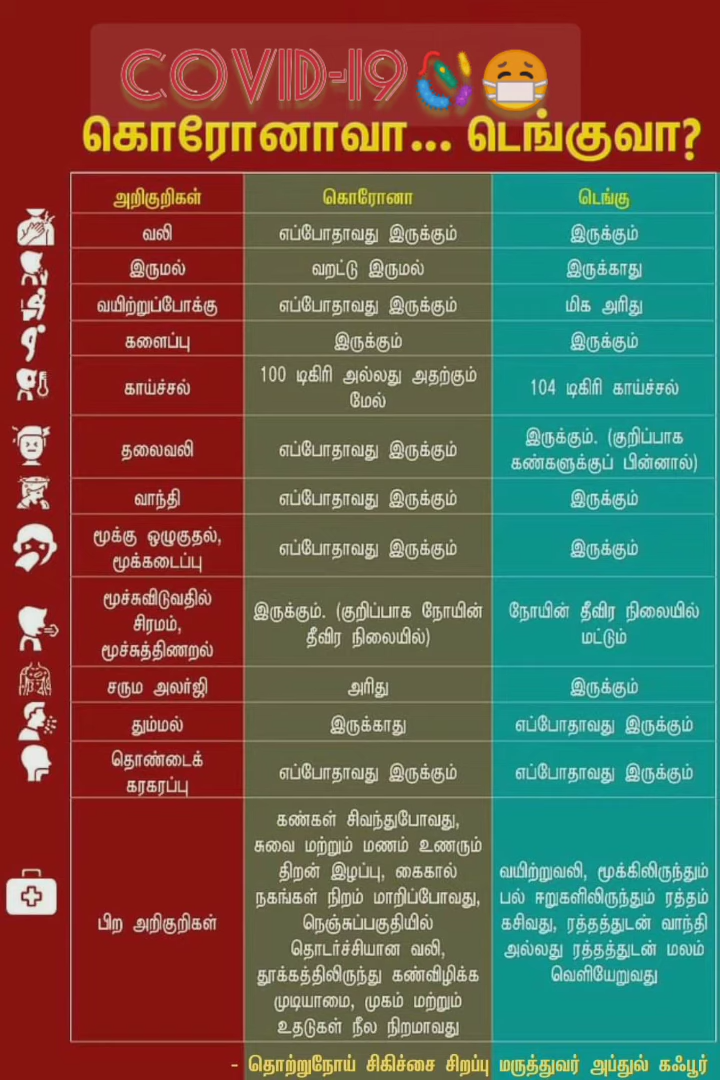 COVID-19
கொரோனாவா... டெங்குவா?
அறிகுறிகள் கொரோனா டெங்கு
வலி எப்போதாவது இருக்கும் இருக்கும்
இருமல் வறட்டு இருமல் இருக்காது
வயிற்றுப்போக்கு எப்போதாவது இருக்கும் மிக அரிது
களைப்பு இருக்கும் இருக்கும்
காய்ச்சல்
100 டிகிரி அல்லது அதற்கும்
மேல்
104 டிகிரி காய்ச்சல்
தலைவலி எப்போதாவது இருக்கும்
இருக்கும். (குறிப்பாக
கண்களுக்குப் பின்னால்)
வாந்தி எப்போதாவது இருக்கும் இருக்கும்
மூக்கு ஒழுகுதல்,
மூக்கடைப்பு
எப்போதாவது இருக்கும் இருக்கும்
மூச்சுவிடுவதில்
சிரமம்,
மூச்சுத்திணறல்
இருக்கும். (குறிப்பாக நோயின்
தீவிர நிலையில்)
நோயின் தீவிர நிலையில்
மட்டும்
சரும அலர்ஜி அரிது இருக்கும்
தும்மல் இருக்காது எப்போதாவது இருக்கும்
தொண்டைக்
கரகரப்பு
எப்போதாவது இருக்கும் எப்போதாவது இருக்கும்
பிற அறிகுறிகள்
கண்கள் சிவந்துபோவது,
சுவை மற்றும் மணம் உணரும்
திறன் இழப்பு, கைகால்
நகங்கள் நிறம் மாறிப்போவது,
நெஞ்சுப்பகுதியில்
தொடர்ச்சியான வலி,
தூக்கத்திலிருந்து கண்விழிக்க
முடியாமை, முகம் மற்றும்
உதடுகள் நீல நிறமாவது
வயிற்றுவலி, மூக்கிலிருந்தும்
பல் ஈறுகளிலிருந்தும் ரத்தம்
கசிவது, ரத்தத்துடன் வாந்தி
அல்லது ரத்தத்துடன் மலம்
வெளியேறுவது
- தொற்றுநோய் சிகிச்சை சிறப்பு மருத்துவர் அப்துல் கஃபூர்